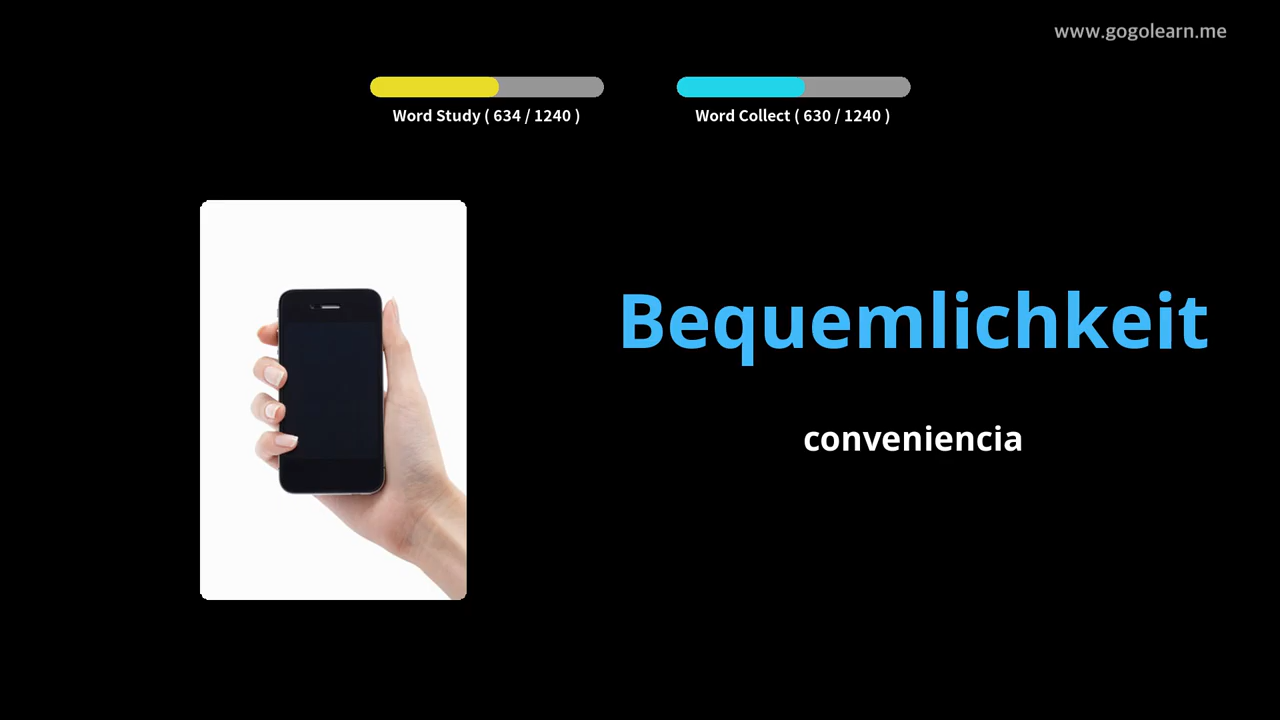 www.gogolearn.me
Word Study ( 634 / 1240 )
Word Collect ( 630 / 1240 )
Bequemlichkeit
conveniencia